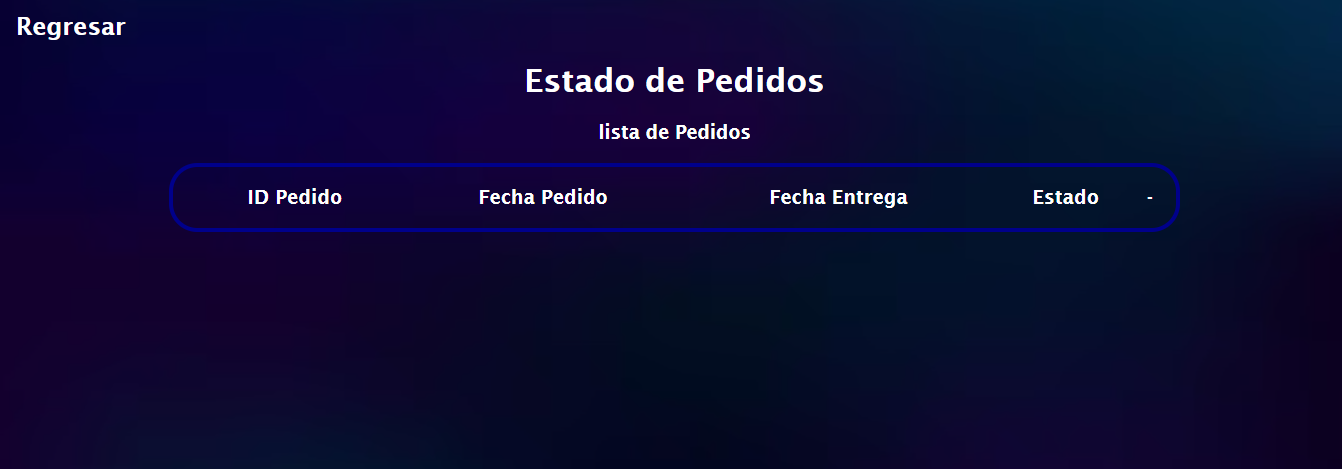 Regresar
Estado de Pedidos
lista de Pedidos
ID Pedido Fecha Pedido Fecha Entrega Estado -